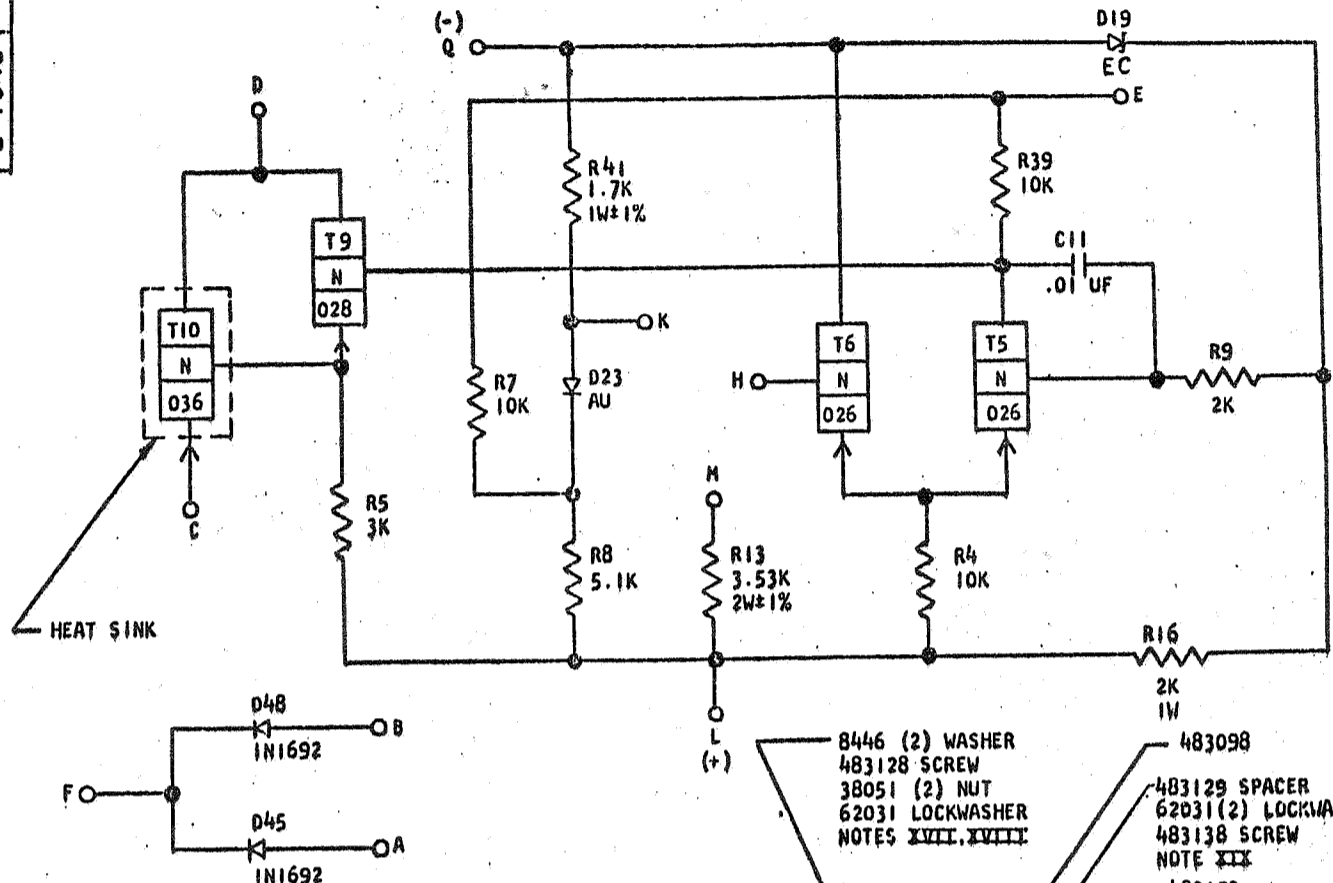 (-)
Q
D19
EC
E
D
R41
1.7K
1W±1%
R39
10K
T9
N
028
C11
.01 UF
T10
N
036
K
R7
10K
D23
AU
H
T6
N
026
T5
N
026
R9
2K
C
R5
3K
M
R8
5.1K
R13
3.53K
2W±1%
R4
10K
HEAT SINK
R16
2K
1W
L
(+)
D48
B
1N1692
F
D45
A
1N1692
8446 (2) WASHER
483128 SCREW
38051 (2) NUT
62031 LOCKWASHER
NOTES XVII, XVIII
483098
483129 SPACER
62031(2) LOCKWA
483138 SCREW
NOTE XIX